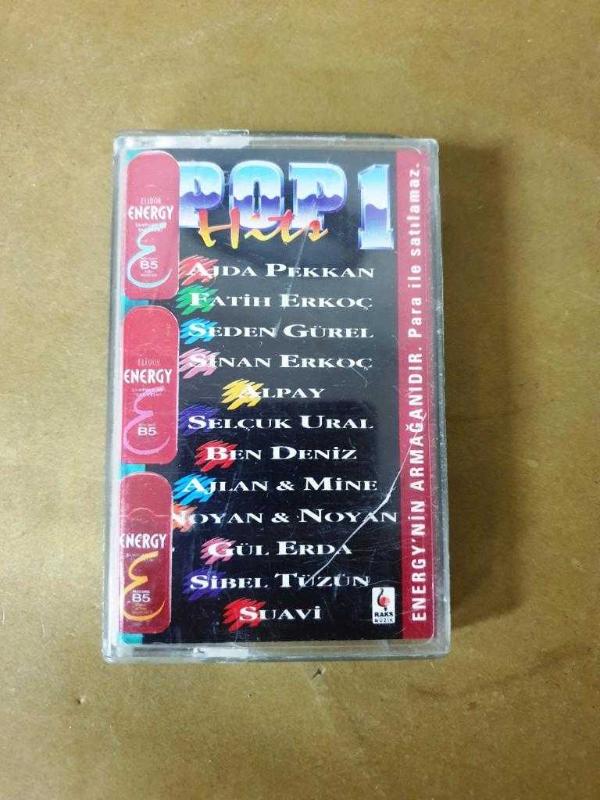 POP 1
Hits
AJDA PEKKAN
FATİH ERKOÇ
SEDEN GÜREL
SİNAN ERKOÇ
ALPAY
SELÇUK URAL
BEN DENİZ
AJLAN & MİNE
NOYAN & NOYAN
GÜL ERDA
SİBEL TÜZÜN
SUAVİ
ELIDOR
ENERGY
B5
ENERGY
B5
ENERGY
B5
ENERGY'NİN ARMAĞANIDIR. Para ile satılamaz.
RAKS
MÜZİK